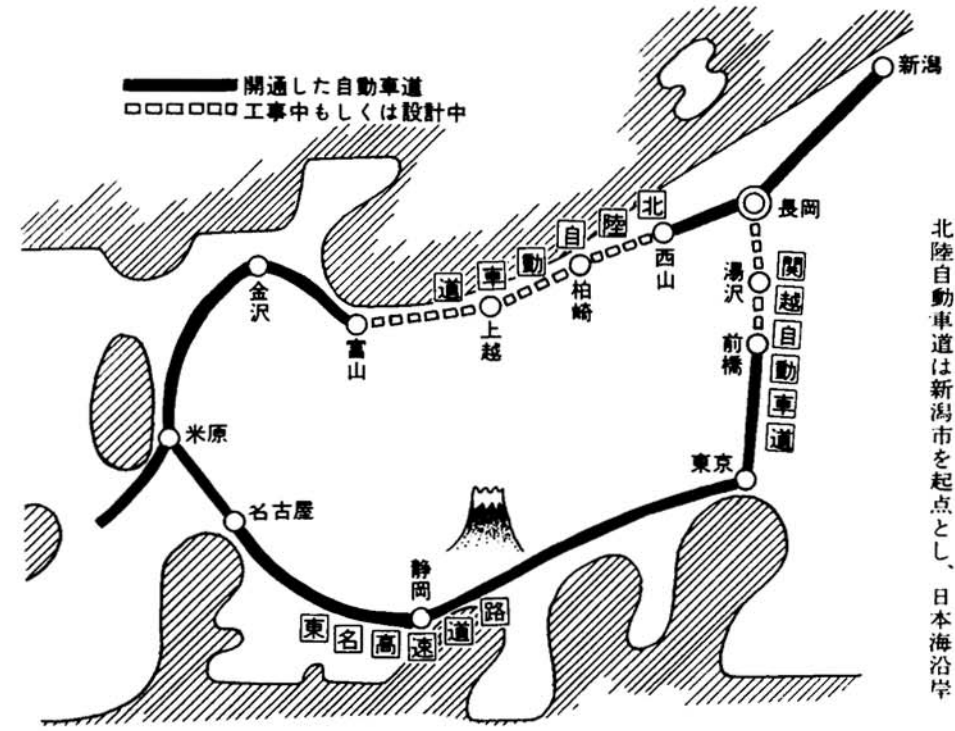 開通した自動車道
工事中もしくは設計中
新潟
長岡
北陸自動車道
西山
柏崎
上越
湯沢
関越自動車道
前橋
金沢
富山
米原
東京
名古屋
静岡
東名高速道路
北陸自動車道は新潟市を起点とし、日本海沿岸